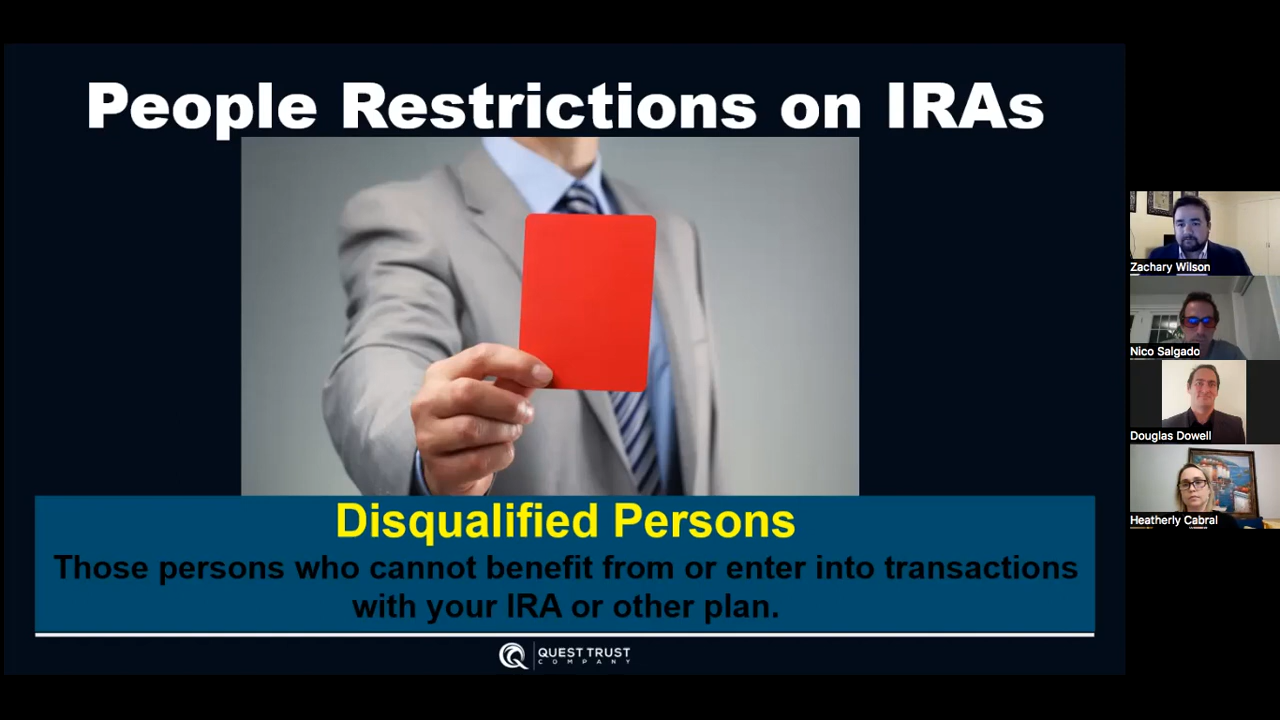 People Restrictions on IRAs
Disqualified Persons
Those persons who cannot benefit from or enter into transactions
with your IRA or other plan.
QUEST TRUST
COMPANY
Zachary Wilson
Nico Salgado
Douglas Dowell
Heatherly Cabral